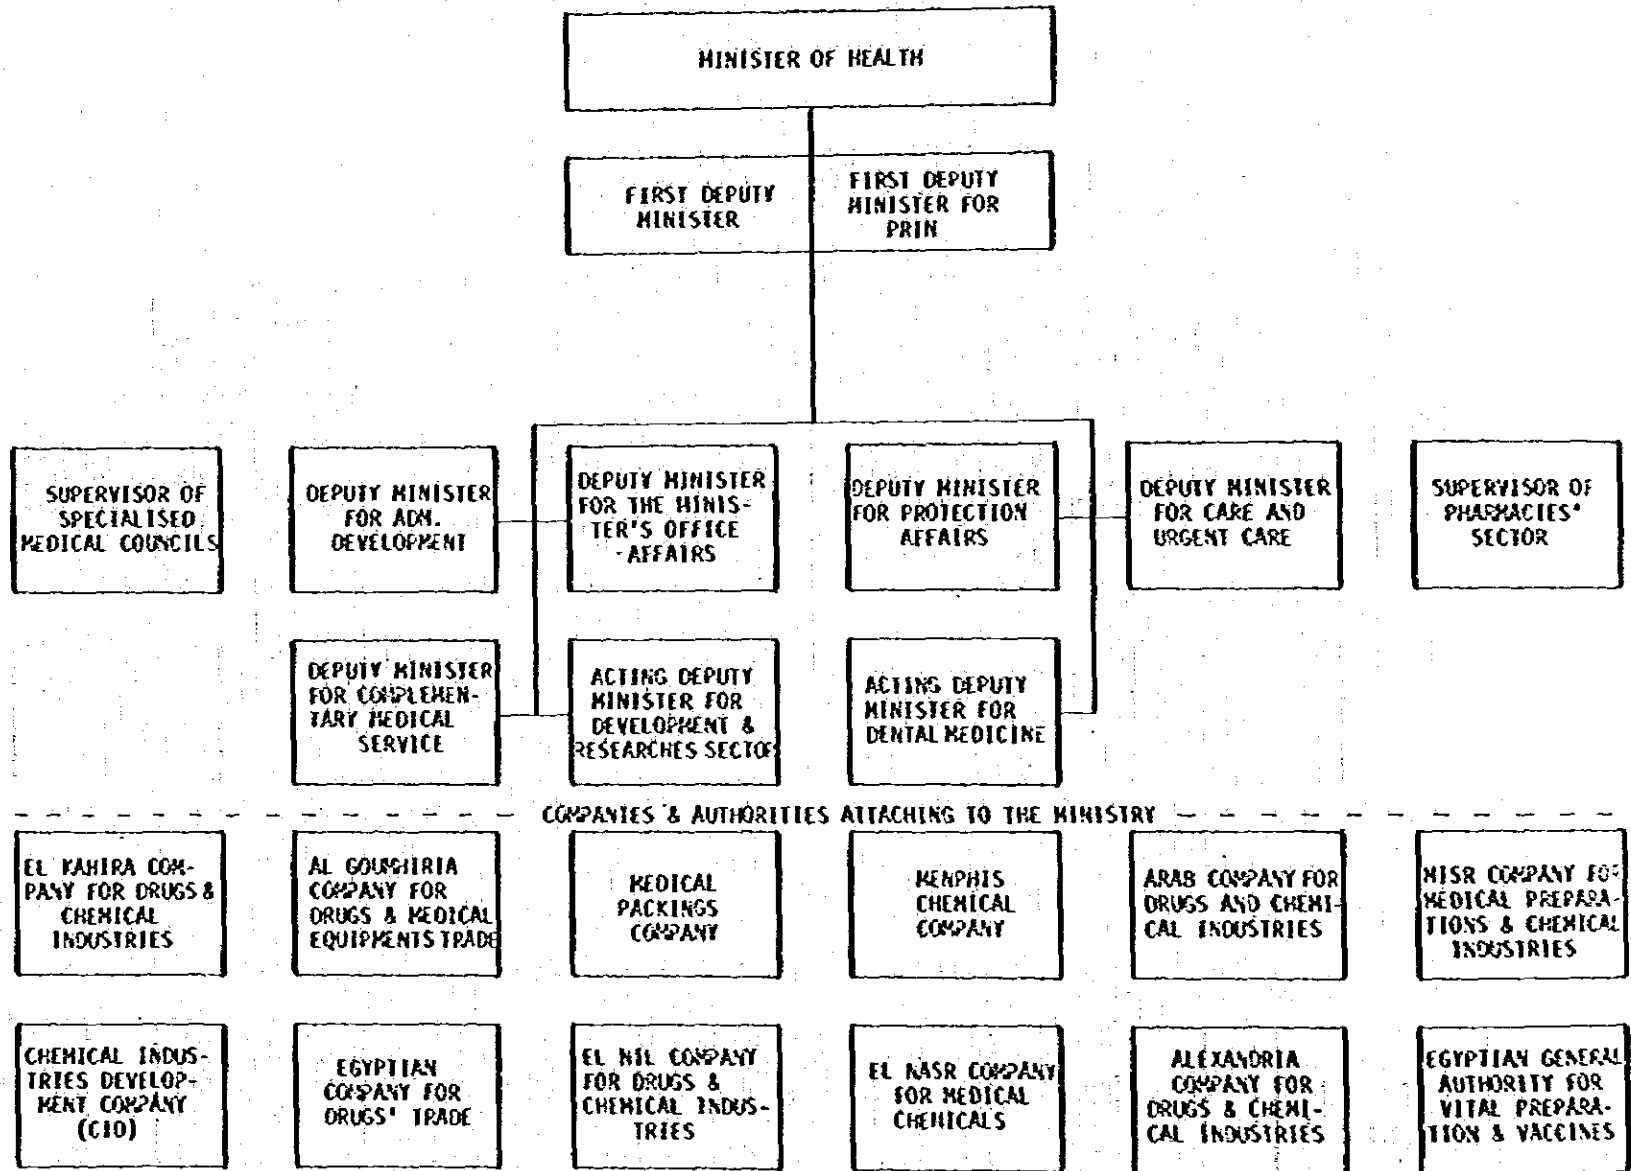 MINISTER OF HEALTH
FIRST DEPUTY
MINISTER
FIRST DEPUTY
MINISTER FOR
PRIN
SUPERVISOR OF
SPECIALISED
MEDICAL COUNCILS
DEPUTY MINISTER
FOR ADM.
DEVELOPMENT
DEPUTY MINISTER
FOR THE MINIS-
TER'S OFFICE
AFFAIRS
DEPUTY MINISTER
FOR PROTECTION
AFFAIRS
DEPUTY MINISTER
FOR CARE AND
URGENT CARE
SUPERVISOR OF
PHARMACIES'
SECTOR
DEPUTY MINISTER
FOR COMPLEMEN-
TARY MEDICAL
SERVICE
ACTING DEPUTY
MINISTER FOR
DEVELOPMENT &
RESEARCHES SECTOR
ACTING DEPUTY
MINISTER FOR
DENTAL MEDICINE
COMPANIES & AUTHORITIES ATTACHING TO THE MINISTRY
EL KAHIRA COM-
PANY FOR DRUGS &
CHEMICAL
INDUSTRIES
AL GOUMHIRIA
COMPANY FOR
DRUGS & MEDICAL
EQUIPMENTS TRADE
MEDICAL
PACKINGS
COMPANY
MENPHIS
CHEMICAL
COMPANY
ARAB COMPANY FOR
DRUGS AND CHEMI-
CAL INDUSTRIES
MISR COMPANY FOR
MEDICAL PREPARA-
TIONS & CHEMICAL
INDUSTRIES
CHEMICAL INDUS-
TRIES DEVELOP-
MENT COMPANY
(CID)
EGYPTIAN
COMPANY FOR
DRUGS' TRADE
EL NIL COMPANY
FOR DRUGS &
CHEMICAL INDUS-
TRIES
EL NASR COMPANY
FOR MEDICAL
CHEMICALS
ALEXANDRIA
COMPANY FOR
DRUGS & CHEMI-
CAL INDUSTRIES
EGYPTIAN GENERAL
AUTHORITY FOR
VITAL PREPARA-
TION & VACCINES